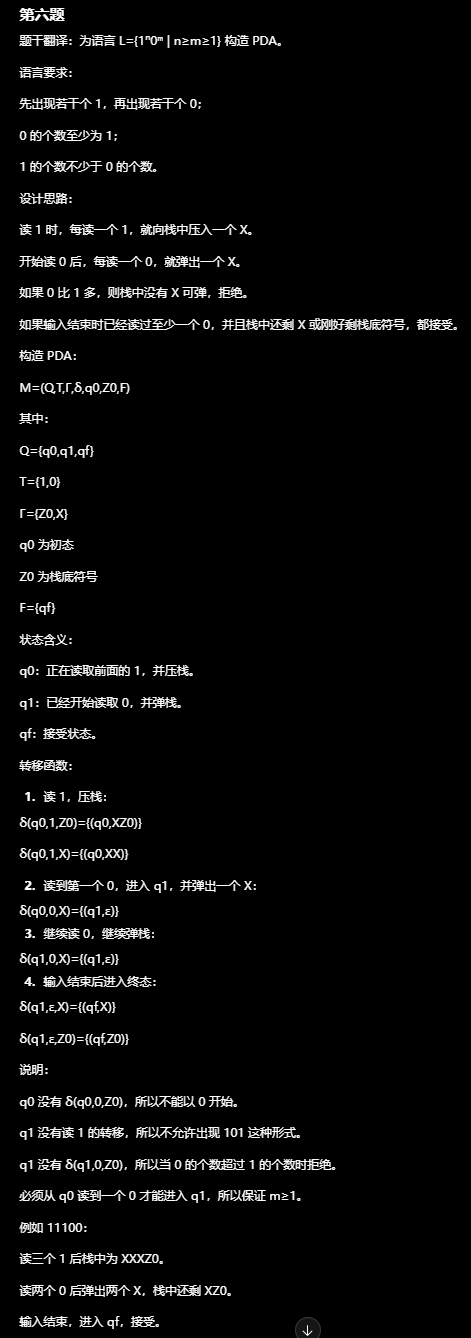 第六题
题干翻译：为语言 L={1ⁿ0ᵐ | n≥m≥1} 构造 PDA。
语言要求：
先出现若干个 1，再出现若干个 0；
0 的个数至少为 1；
1 的个数不少于 0 的个数。
设计思路：
读 1 时，每读一个 1，就向栈中压入一个 X。
开始读 0 后，每读一个 0，就弹出一个 X。
如果 0 比 1 多，则栈中没有 X 可弹，拒绝。
如果输入结束时已经读过至少一个 0，并且栈中还剩 X 或刚好剩栈底符号，都接受。
构造 PDA：
M=(Q,T,Γ,δ,q0,Z0,F)
其中：
Q={q0,q1,qf}
T={1,0}
Γ={Z0,X}
q0 为初态
Z0 为栈底符号
F={qf}
状态含义：
q0：正在读取前面的 1，并压栈。
q1：已经开始读取 0，并弹栈。
qf：接受状态。
转移函数：
1. 读 1，压栈：
δ(q0,1,Z0)={(q0,XZ0)}
δ(q0,1,X)={(q0,XX)}
2. 读到第一个 0，进入 q1，并弹出一个 X：
δ(q0,0,X)={(q1,ε)}
3. 继续读 0，继续弹栈：
δ(q1,0,X)={(q1,ε)}
4. 输入结束后进入终态：
δ(q1,ε,X)={(qf,X)}
δ(q1,ε,Z0)={(qf,Z0)}
说明：
q0 没有 δ(q0,0,Z0)，所以不能以 0 开始。
q1 没有读 1 的转移，所以不允许出现 101 这种形式。
q1 没有 δ(q1,0,Z0)，所以当 0 的个数超过 1 的个数时拒绝。
必须从 q0 读到一个 0 才能进入 q1，所以保证 m≥1。
例如 11100：
读三个 1 后栈中为 XXXZ0。
读两个 0 后弹出两个 X，栈中还剩 XZ0。
输入结束，进入 qf，接受。